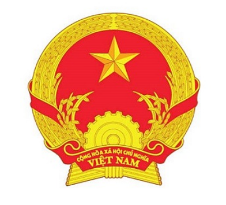 CỘNG HÒA XÃ HỘI CHỦ NGHĨA
VIỆT NAM